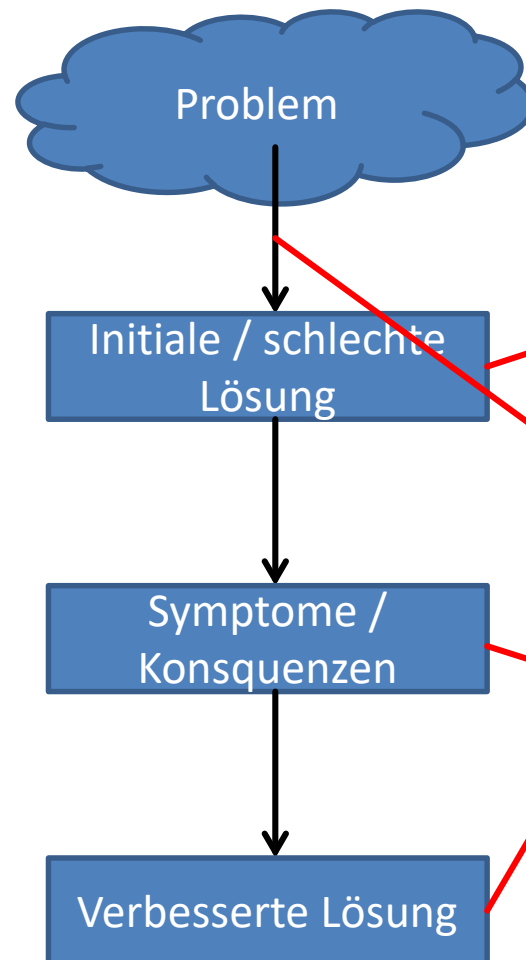 Problem
Initiale / schlechte
Lösung
Symptome /
Konsquenzen
Verbesserte Lösung